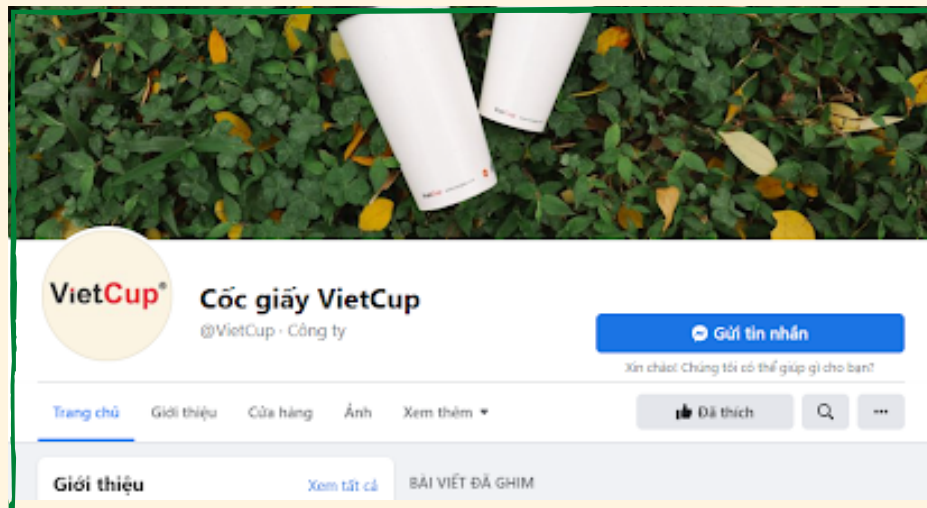 VietCup®
Cốc giấy VietCup
@VietCup · Công ty
Gửi tin nhắn
Xin chào! Chúng tôi có thể giúp gì cho bạn?
Trang chủ Giới thiệu Cửa hàng Ảnh Xem thêm
Đã thích
Giới thiệu Xem tất cả
BÀI VIẾT ĐÃ GHIM